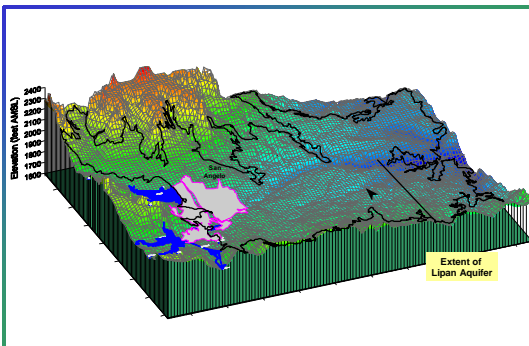 Elevation (feet AMSL)
2400
2300
2200
2100
2000
1900
1800
1700
1600
San
Angelo
Extent of
Lipan Aquifer